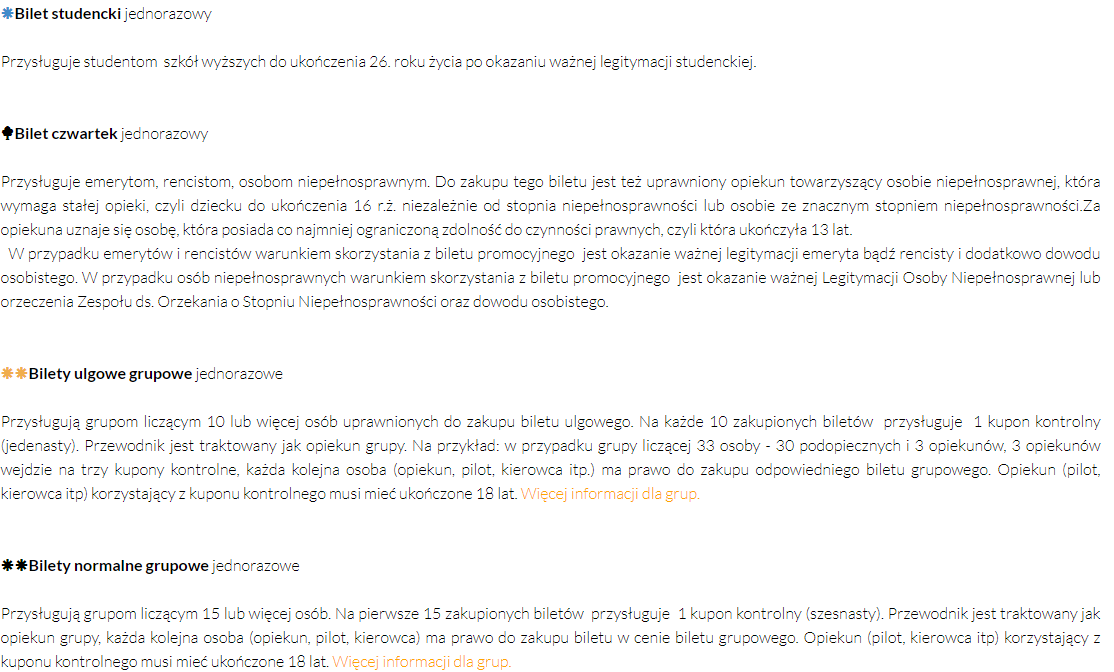 ✱Bilet studencki jednorazowy
Przysługuje studentom szkół wyższych do ukończenia 26. roku życia po okazaniu ważnej legitymacji studenckiej.
♣Bilet czwartek jednorazowy
Przysługuje emerytom, rencistom, osobom niepełnosprawnym. Do zakupu tego biletu jest też uprawniony opiekun towarzyszący osobie niepełnosprawnej, która
wymaga stałej opieki, czyli dziecku do ukończenia 16 r.ż. niezależnie od stopnia niepełnosprawności lub osobie ze znacznym stopniem niepełnosprawności.Za
opiekuna uznaje się osobę, która posiada co najmniej ograniczoną zdolność do czynności prawnych, czyli która ukończyła 13 lat.
W przypadku emerytów i rencistów warunkiem skorzystania z biletu promocyjnego jest okazanie ważnej legitymacji emeryta bądź rencisty i dodatkowo dowodu
osobistego. W przypadku osób niepełnosprawnych warunkiem skorzystania z biletu promocyjnego jest okazanie ważnej Legitymacji Osoby Niepełnosprawnej lub
orzeczenia Zespołu ds. Orzekania o Stopniu Niepełnosprawności oraz dowodu osobistego.
✱✱Bilety ulgowe grupowe jednorazowe
Przysługują grupom liczącym 10 lub więcej osób uprawnionych do zakupu biletu ulgowego. Na każde 10 zakupionych biletów przysługuje 1 kupon kontrolny
(jedenasty). Przewodnik jest traktowany jak opiekun grupy. Na przykład: w przypadku grupy liczącej 33 osoby - 30 podopiecznych i 3 opiekunów, 3 opiekunów
wejdzie na trzy kupony kontrolne, każda kolejna osoba (opiekun, pilot, kierowca itp.) ma prawo do zakupu odpowiedniego biletu grupowego. Opiekun (pilot,
kierowca itp) korzystający z kuponu kontrolnego musi mieć ukończone 18 lat. Więcej informacji dla grup.
✱✱Bilety normalne grupowe jednorazowe
Przysługują grupom liczącym 15 lub więcej osób. Na pierwsze 15 zakupionych biletów przysługuje 1 kupon kontrolny (szesnasty). Przewodnik jest traktowany jak
opiekun grupy, każda kolejna osoba (opiekun, pilot, kierowca) ma prawo do zakupu biletu w cenie biletu grupowego. Opiekun (pilot, kierowca itp) korzystający z
kuponu kontrolnego musi mieć ukończone 18 lat. Więcej informacji dla grup.